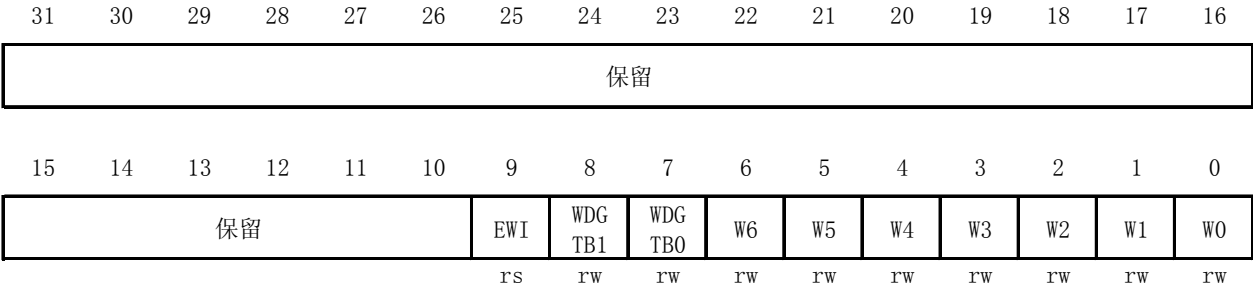 31 30 29 28 27 26 25 24 23 22 21 20 19 18 17 16
保留
15 14 13 12 11 10 9 8 7 6 5 4 3 2 1 0
保留 EWI WDG TB1 WDG TB0 W6 W5 W4 W3 W2 W1 W0
rs rw rw rw rw rw rw rw rw rw